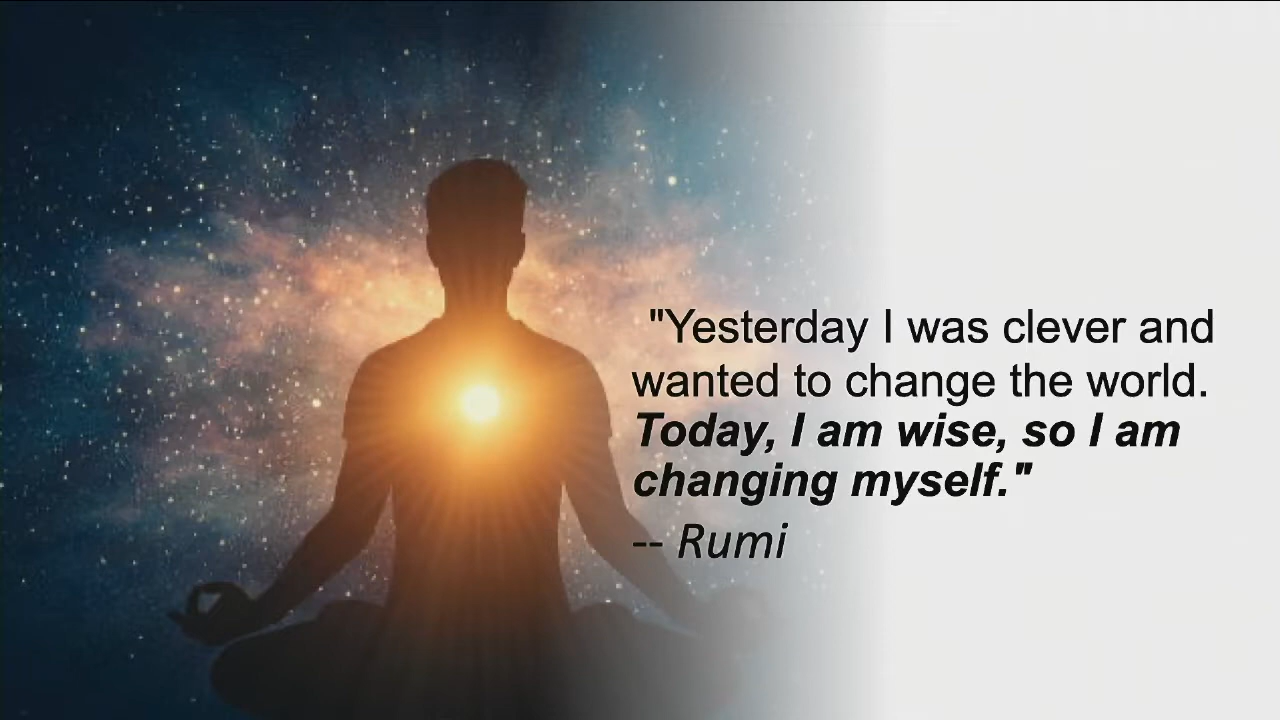 "Yesterday I was clever and
wanted to change the world.
Today, I am wise, so I am
changing myself."
-- Rumi